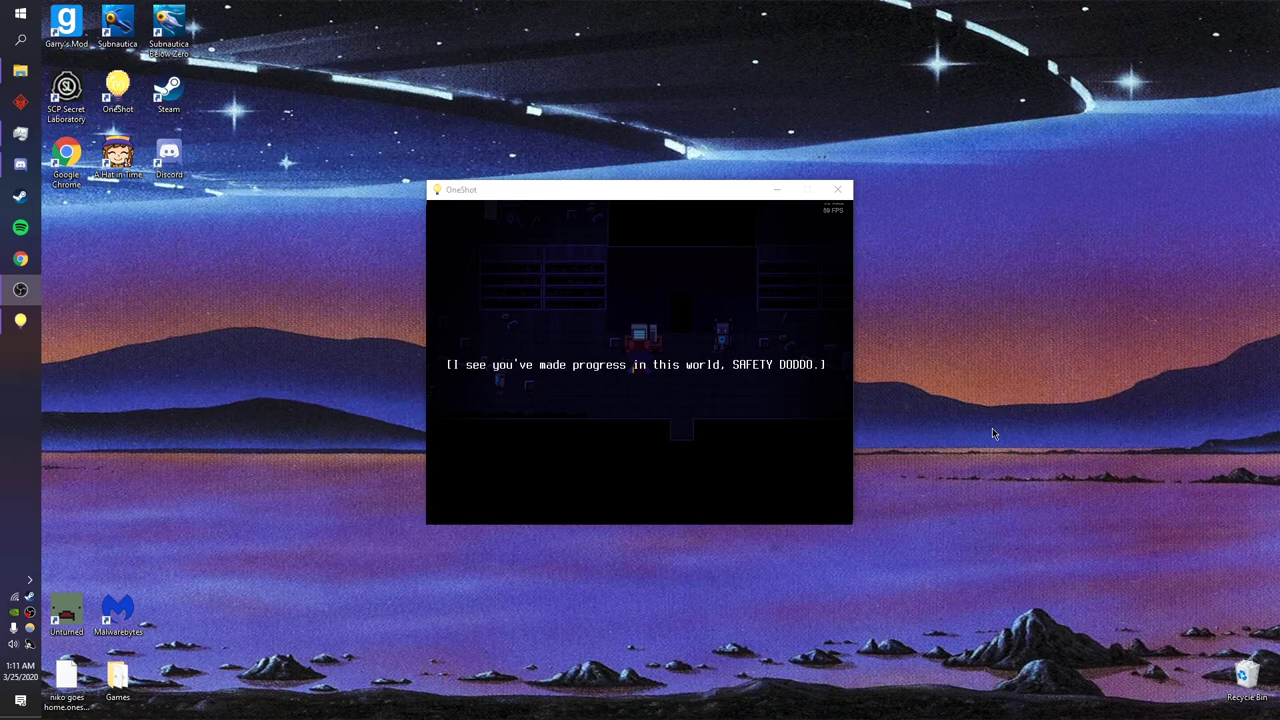 Garry's Mod
Subnautica
Subnautica
Below Zero
SCP Secret
Laboratory
OneShot
Steam
Google
Chrome
A Hat in Time
Discord
OneShot
60 FPS
[I see you've made progress in this world, SAFETY DODDO.]
Unturned
Malwarebytes
1:11 AM
3/25/2020
niko goes
home.ones...
Games
Recycle Bin